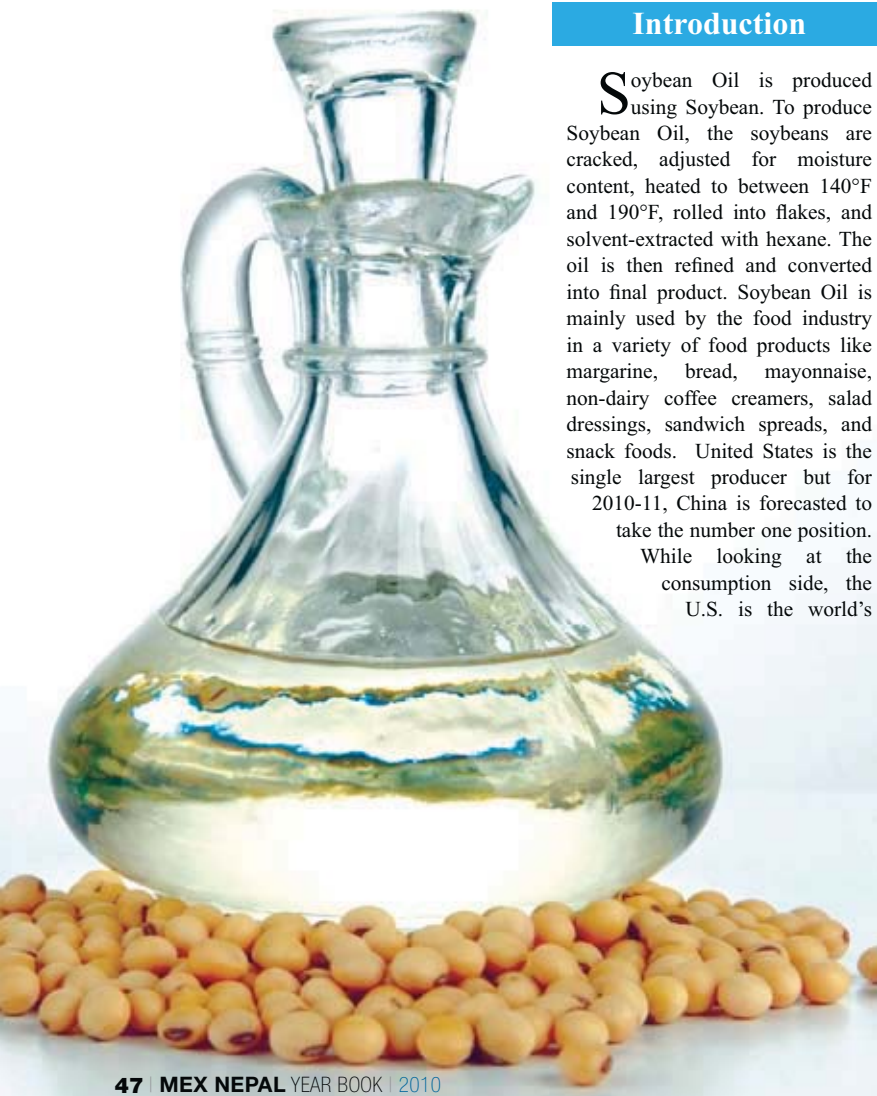 Introduction
Soybean Oil is produced
using Soybean. To produce
Soybean Oil, the soybeans are
cracked, adjusted for moisture
content, heated to between 140°F
and 190°F, rolled into flakes, and
solvent-extracted with hexane. The
oil is then refined and converted
into final product. Soybean Oil is
mainly used by the food industry
in a variety of food products like
margarine, bread, mayonnaise,
non-dairy coffee creamers, salad
dressings, sandwich spreads, and
snack foods. United States is the
single largest producer but for
2010-11, China is forecasted to
take the number one position.
While looking at the
consumption side, the
U.S. is the world’s
47 | MEX NEPAL YEAR BOOK | 2010